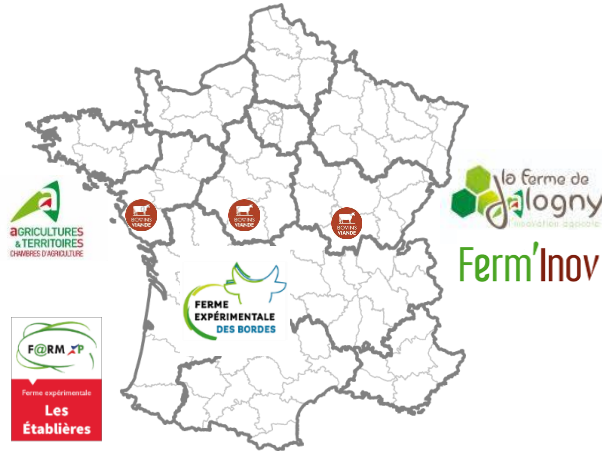 la ferme de
Jalogny
Ferm'Inov
BOVINS
VIANDE
BOVINS
VIANDE
BOVINS
VIANDE
aGRICULTURES
& TERRITOIRES
CHAMBRES D'AGRICULTURE
FERME
EXPÉRIMENTALE
DES BORDES
F@RM XP
Ferme expérimentale
Les
Établières